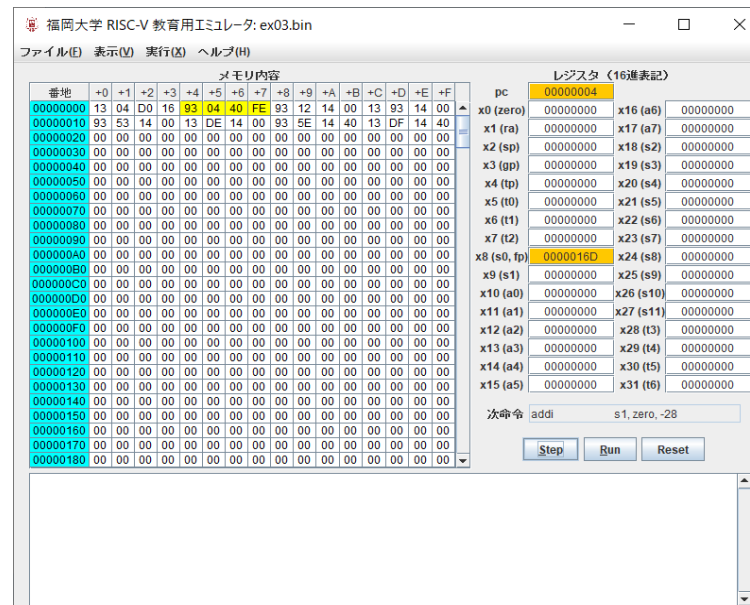 福岡大学 RISC-V 教育用エミュレータ: ex03.bin
ファイル(F) 表示(V) 実行(X) ヘルプ(H)
メモリ内容
番地 +0 +1 +2 +3 +4 +5 +6 +7 +8 +9 +A +B +C +D +E +F
00000000 13 04 D0 16 93 04 40 FE 93 12 14 00 13 93 14 00
00000010 93 53 14 00 13 DE 14 00 93 5E 14 40 13 DF 14 40
00000020 00 00 00 00 00 00 00 00 00 00 00 00 00 00 00 00
00000030 00 00 00 00 00 00 00 00 00 00 00 00 00 00 00 00
00000040 00 00 00 00 00 00 00 00 00 00 00 00 00 00 00 00
00000050 00 00 00 00 00 00 00 00 00 00 00 00 00 00 00 00
00000060 00 00 00 00 00 00 00 00 00 00 00 00 00 00 00 00
00000070 00 00 00 00 00 00 00 00 00 00 00 00 00 00 00 00
00000080 00 00 00 00 00 00 00 00 00 00 00 00 00 00 00 00
00000090 00 00 00 00 00 00 00 00 00 00 00 00 00 00 00 00
000000A0 00 00 00 00 00 00 00 00 00 00 00 00 00 00 00 00
000000B0 00 00 00 00 00 00 00 00 00 00 00 00 00 00 00 00
000000C0 00 00 00 00 00 00 00 00 00 00 00 00 00 00 00 00
000000D0 00 00 00 00 00 00 00 00 00 00 00 00 00 00 00 00
000000E0 00 00 00 00 00 00 00 00 00 00 00 00 00 00 00 00
000000F0 00 00 00 00 00 00 00 00 00 00 00 00 00 00 00 00
00000100 00 00 00 00 00 00 00 00 00 00 00 00 00 00 00 00
00000110 00 00 00 00 00 00 00 00 00 00 00 00 00 00 00 00
00000120 00 00 00 00 00 00 00 00 00 00 00 00 00 00 00 00
00000130 00 00 00 00 00 00 00 00 00 00 00 00 00 00 00 00
00000140 00 00 00 00 00 00 00 00 00 00 00 00 00 00 00 00
00000150 00 00 00 00 00 00 00 00 00 00 00 00 00 00 00 00
00000160 00 00 00 00 00 00 00 00 00 00 00 00 00 00 00 00
00000170 00 00 00 00 00 00 00 00 00 00 00 00 00 00 00 00
00000180 00 00 00 00 00 00 00 00 00 00 00 00 00 00 00 00
レジスタ (16進表記)
pc 00000004
x0 (zero) 00000000 x16 (a6) 00000000
x1 (ra) 00000000 x17 (a7) 00000000
x2 (sp) 00000000 x18 (s2) 00000000
x3 (gp) 00000000 x19 (s3) 00000000
x4 (tp) 00000000 x20 (s4) 00000000
x5 (t0) 00000000 x21 (s5) 00000000
x6 (t1) 00000000 x22 (s6) 00000000
x7 (t2) 00000000 x23 (s7) 00000000
x8 (s0, fp) 0000016D x24 (s8) 00000000
x9 (s1) 00000000 x25 (s9) 00000000
x10 (a0) 00000000 x26 (s10) 00000000
x11 (a1) 00000000 x27 (s11) 00000000
x12 (a2) 00000000 x28 (t3) 00000000
x13 (a3) 00000000 x29 (t4) 00000000
x14 (a4) 00000000 x30 (t5) 00000000
x15 (a5) 00000000 x31 (t6) 00000000
次命令 addi s1, zero, -28
Step Run Reset